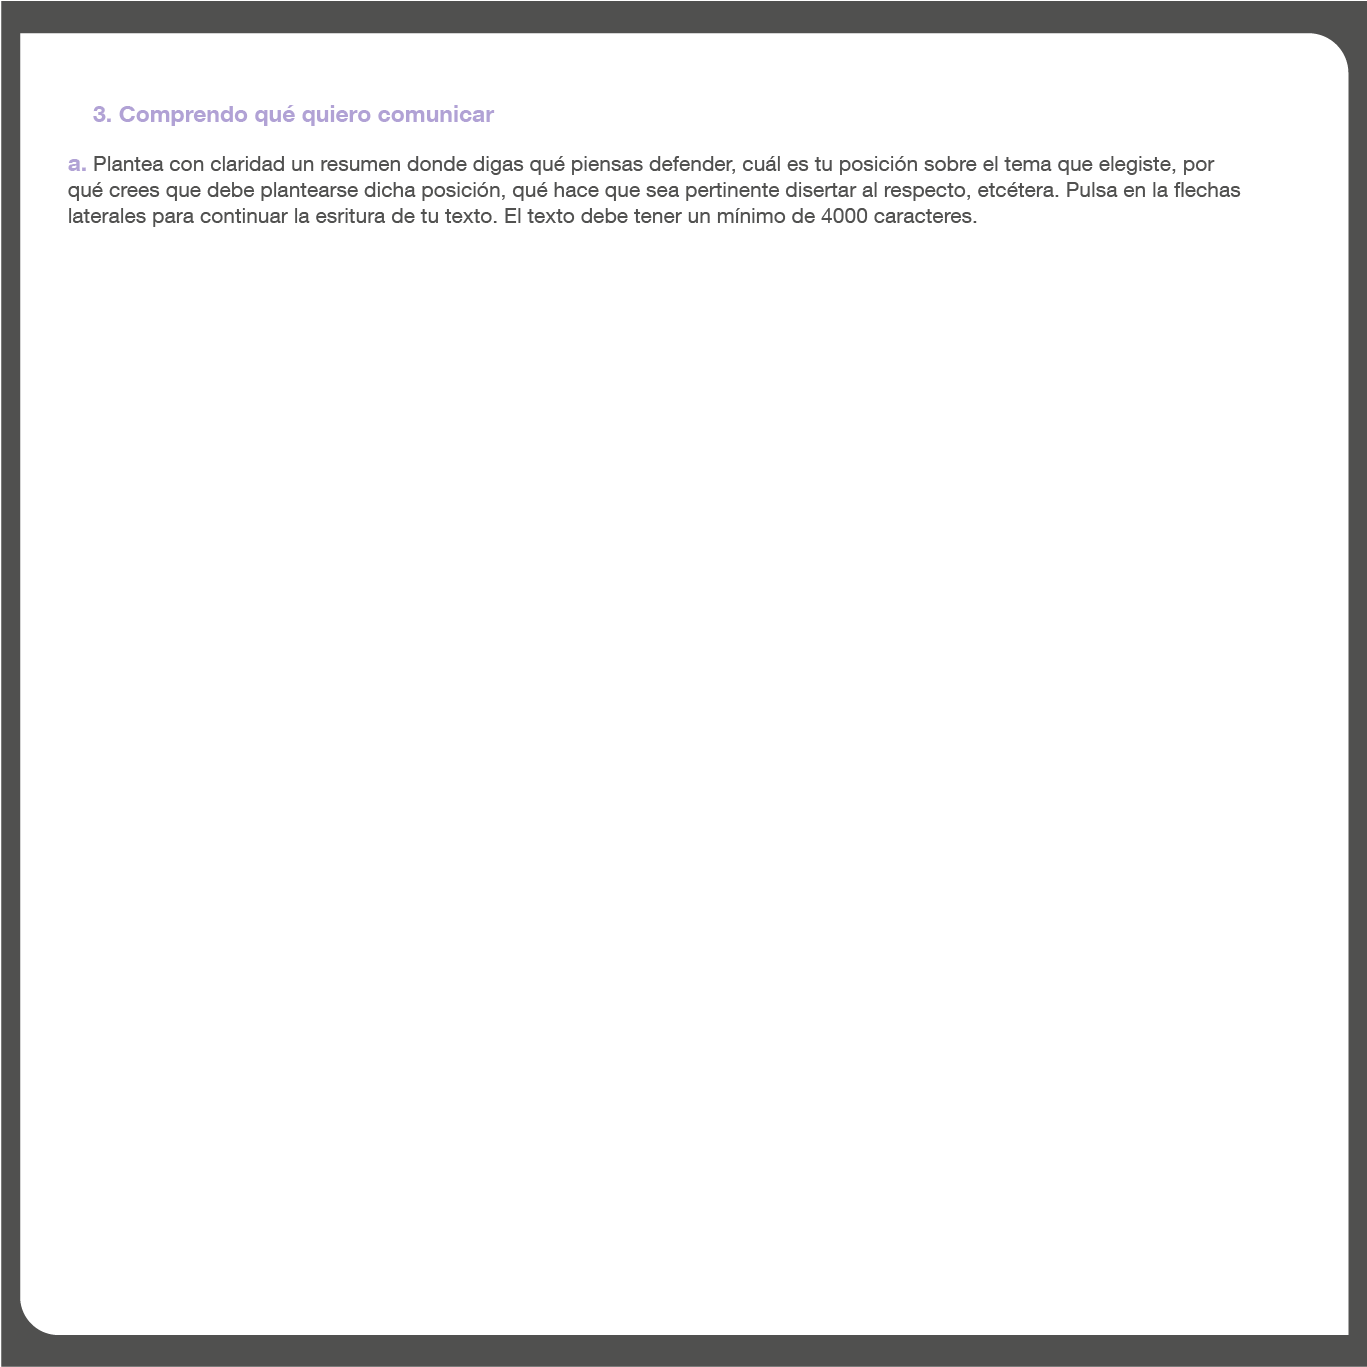 3. Comprendo qué quiero comunicar
a. Plantea con claridad un resumen donde digas qué piensas defender, cuál es tu posición sobre el tema que elegiste, por
qué crees que debe plantearse dicha posición, qué hace que sea pertinente disertar al respecto, etcétera. Pulsa en la flechas
laterales para continuar la esritura de tu texto. El texto debe tener un mínimo de 4000 caracteres.